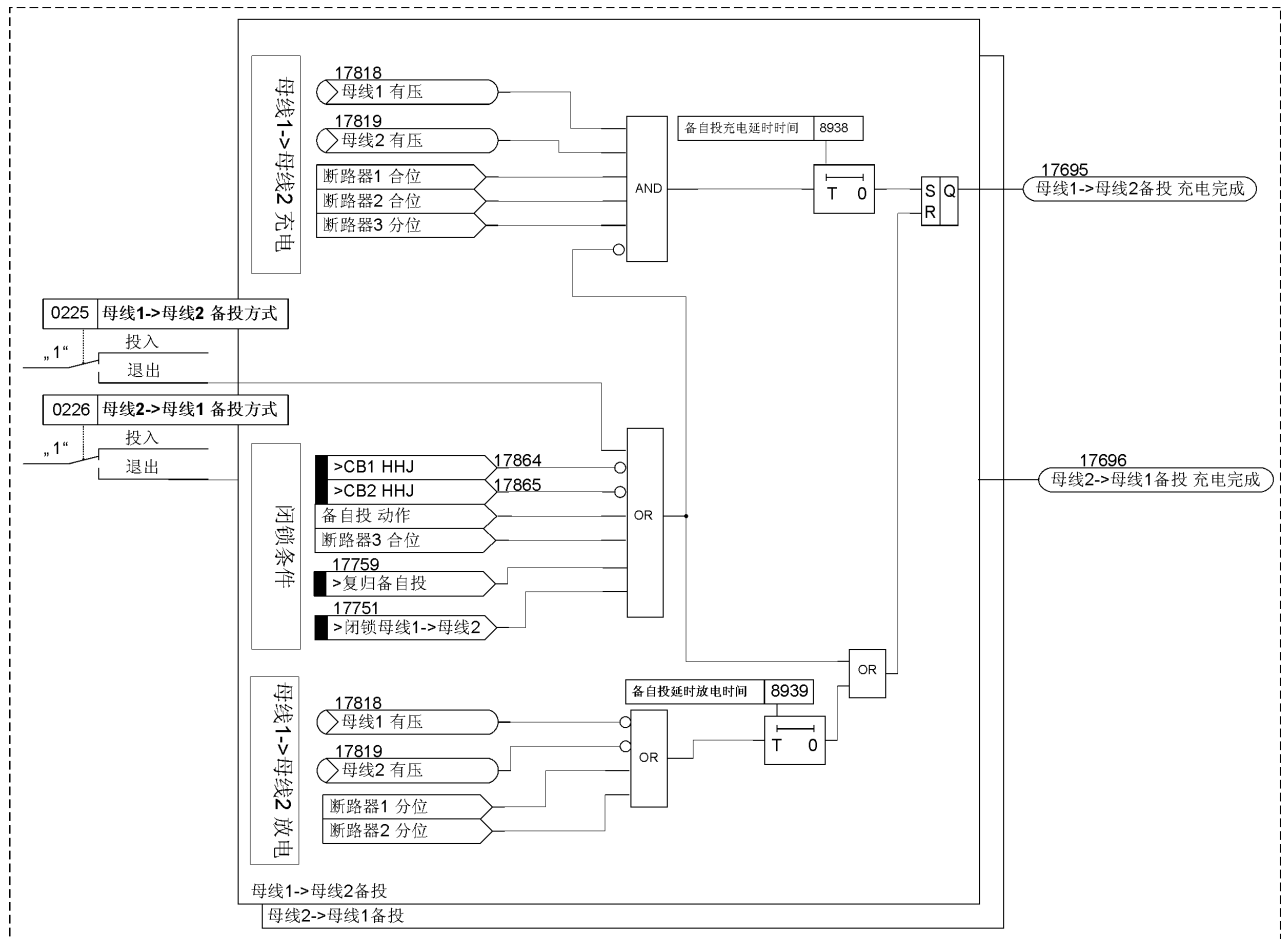 母线1->母线2 充电
17818
母线1 有压
17819
母线2 有压
断路器1 合位
断路器2 合位
断路器3 分位
AND
备自投充电延时时间 8938
T 0
S Q
R
17695
母线1->母线2备投 充电完成
0225 母线1->母线2 备投方式
„1“
投入
退出
0226 母线2->母线1 备投方式
„1“
投入
退出
闭锁条件
>CB1 HHJ 17864
>CB2 HHJ 17865
备自投 动作
断路器3 合位
17759
>复归备自投
17751
>闭锁母线1->母线2
OR
17696
母线2->母线1备投 充电完成
OR
母线1->母线2 放电
17818
母线1 有压
17819
母线2 有压
断路器1 分位
断路器2 分位
OR
备自投延时放电时间 8939
T 0
母线1->母线2备投
母线2->母线1备投